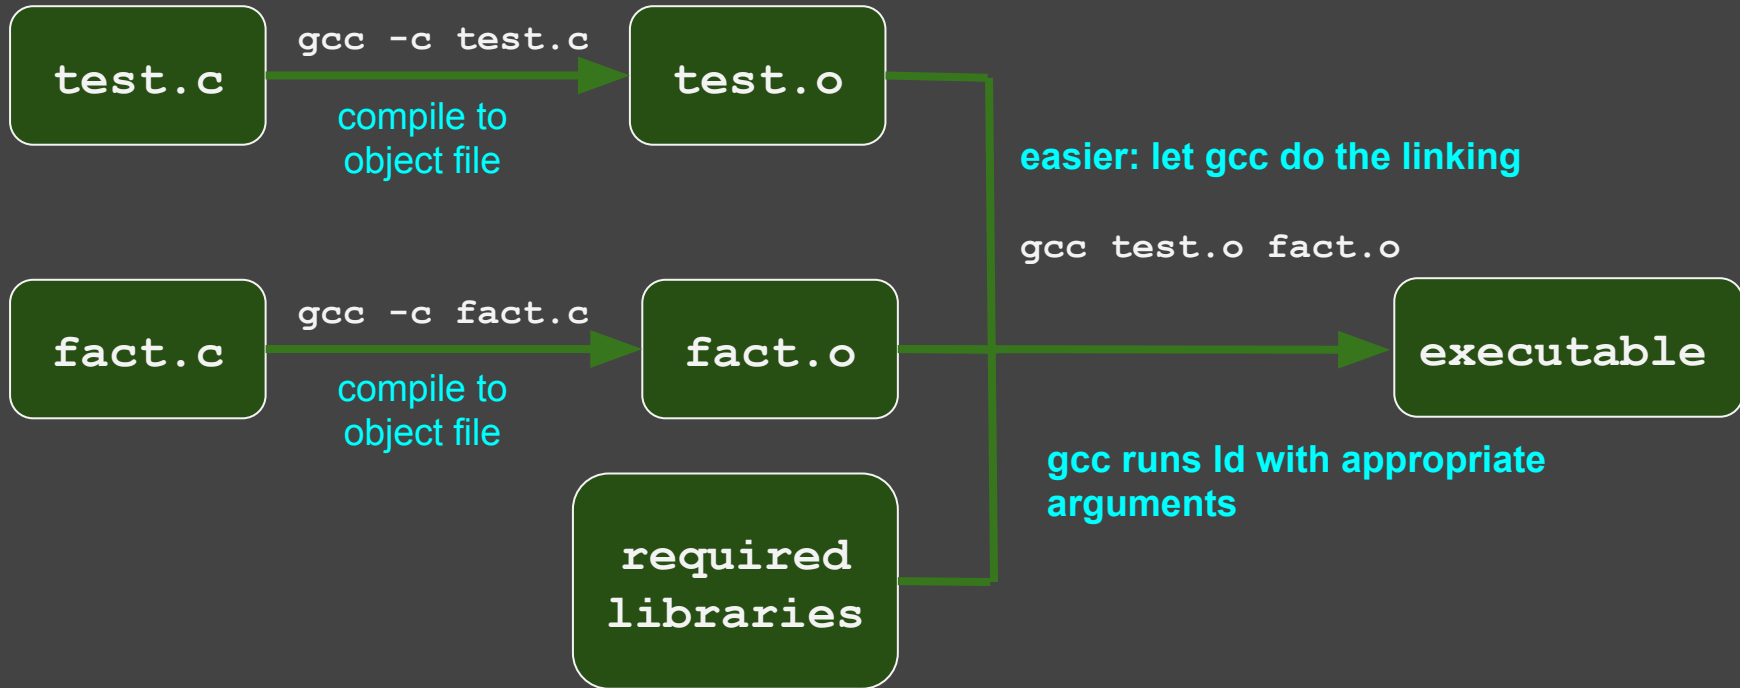 gcc -c test.c
test.c
test.o
compile to
object file
easier: let gcc do the linking
gcc test.o fact.o
gcc -c fact.c
fact.c
fact.o
executable
compile to
object file
gcc runs ld with appropriate
arguments
required
libraries